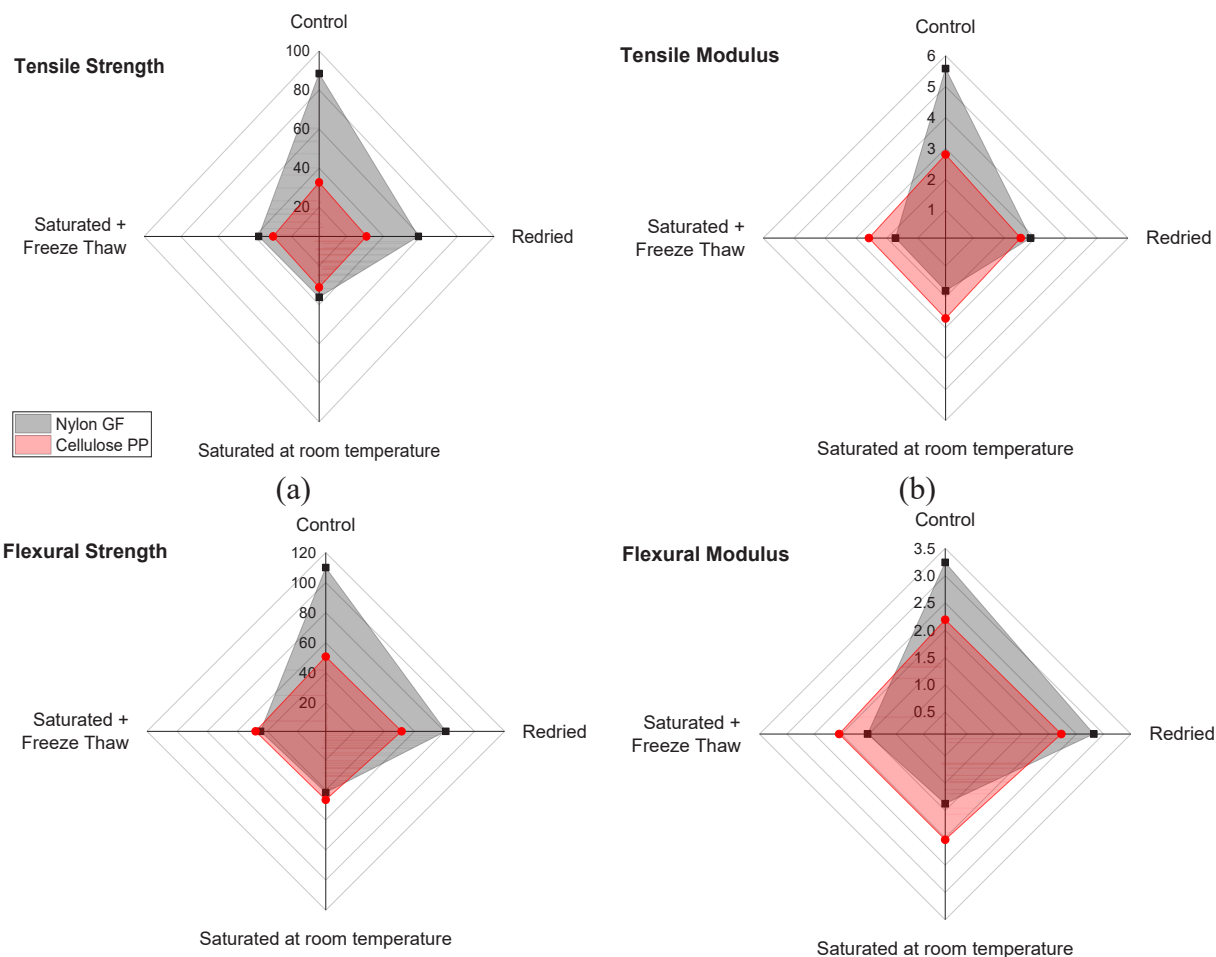 Tensile Strength
Control
100
80
60
40
20
Saturated +
Freeze Thaw
Redried
Saturated at room temperature
Nylon GF
Cellulose PP
(a)
Tensile Modulus
Control
6
5
4
3
2
1
Saturated +
Freeze Thaw
Redried
Saturated at room temperature
(b)
Flexural Strength
Control
120
100
80
60
40
20
Saturated +
Freeze Thaw
Redried
Saturated at room temperature
Flexural Modulus
Control
3.5
3.0
2.5
2.0
1.5
1.0
0.5
Saturated +
Freeze Thaw
Redried
Saturated at room temperature